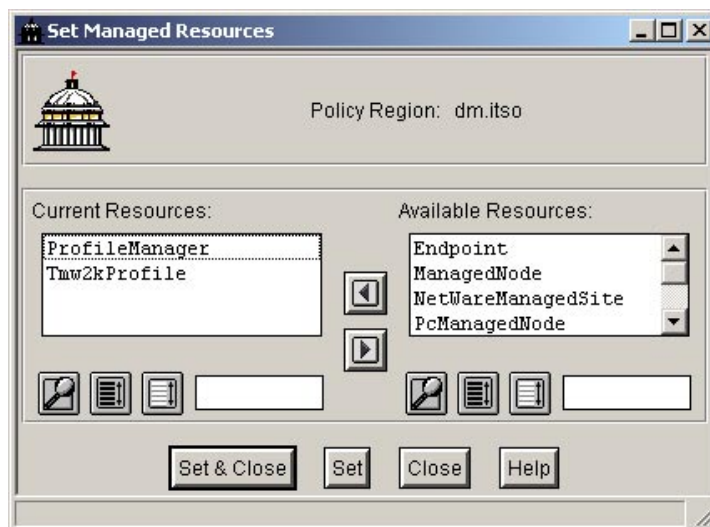 Set Managed Resources
Policy Region: dm.itso
Current Resources:
ProfileManager
Tmw2kProfile
Available Resources:
Endpoint
ManagedNode
NetWareManagedSite
PcManagedNode
Set & Close
Set
Close
Help